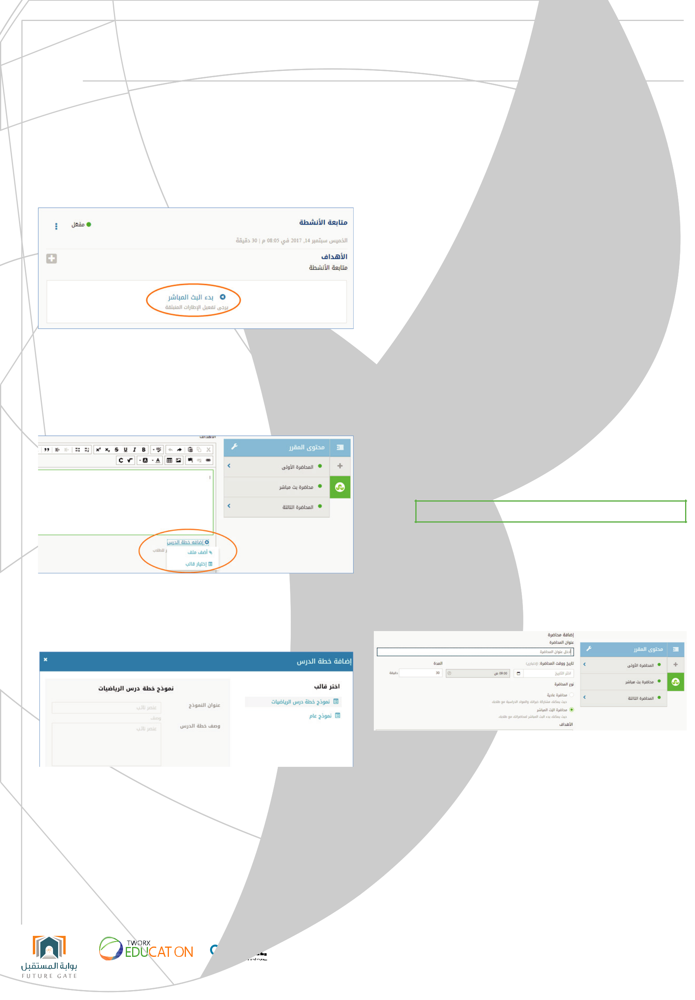 متابعة الأنشطة
مفعّل
الخميس سبتمبر 14, 2017 في 08:05 م | 30 دقيقة
الأهداف
متابعة الأنشطة
بدء البث المباشر
يرجى تفعيل الإطارات المنبثقة
الأهداف
محتوى المقرر
المحاضرة الأولى
محاضرة بث مباشر
المحاضرة الثالثة
إضافه خطة الدرس
للطلاب
أضف ملف
إختيار قالب
إضافة محاضرة
عنوان المحاضرة
أدخل عنوان المحاضرة
تاريخ ووقت المحاضرة: (إختياري)
المدة
اختر التاريخ
09:00 ص
30
دقيقة
نوع المحاضرة
محاضرة عادية
حيث يمكنك مشاركة خبراتك والمواد الدراسية مع طلابك
محاضرة البَث المباشر
حيث يمكنك بدء البث المباشر لمحاضراتك مع طلابك
الأهداف
محتوى المقرر
المحاضرة الأولى
محاضرة بث مباشر
المحاضرة الثالثة
إضافة خطة الدرس
اختر قالب
نموذج خطة درس الرياضيات
نموذج عام
نموذج خطة درس الرياضيات
عنوان النموذج
عنصر نائب
وصف
وصف خطة الدرس
عنصر نائب
بوابة المستقبل
FUTURE GATE
TWORX
EDUCAT ON